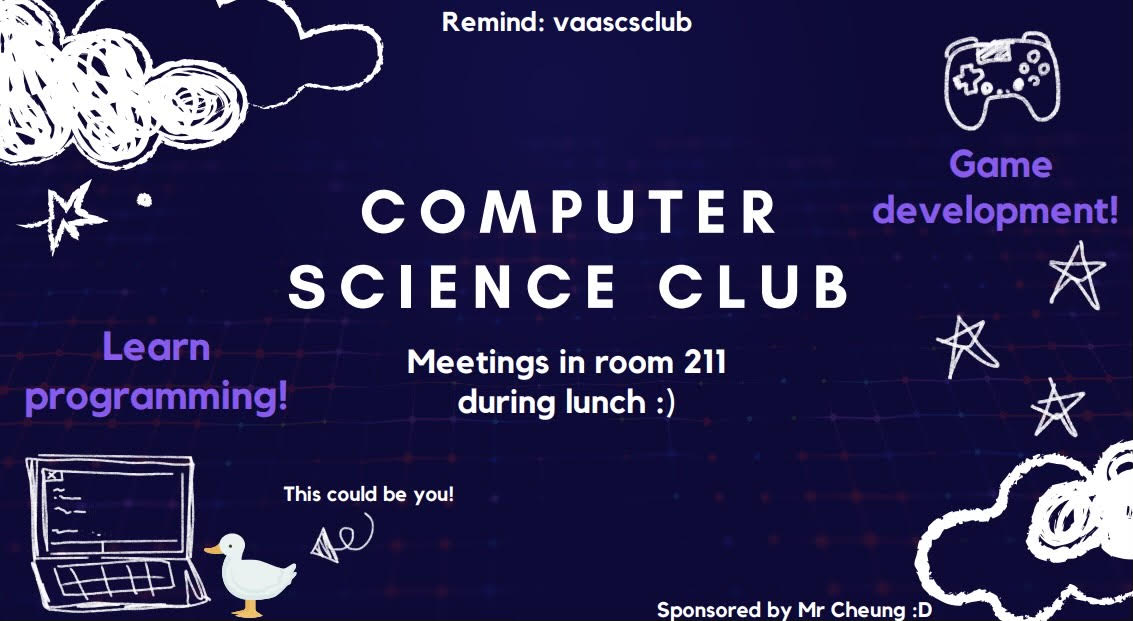 Remind: vaascsclub
Game
development!
COMPUTER
SCIENCE CLUB
Learn
programming!
Meetings in room 211
during lunch :)
This could be you!
Sponsored by Mr Cheung :D